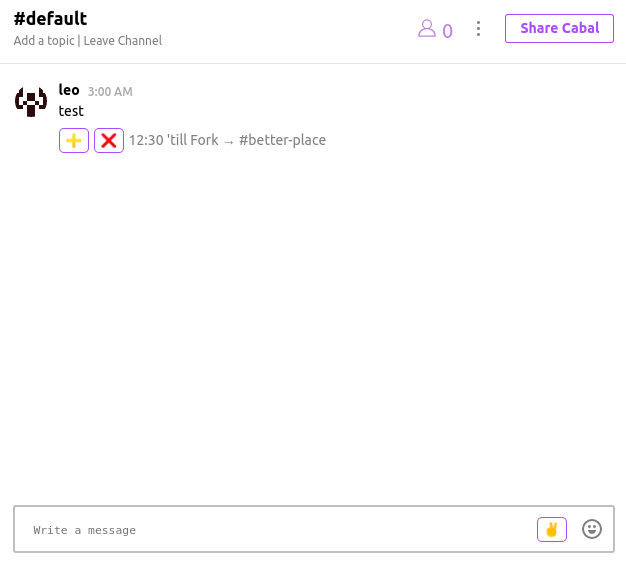 #default
Add a topic | Leave Channel
0
Share Cabal
leo 3:00 AM
test
12:30 'till Fork → #better-place
Write a message